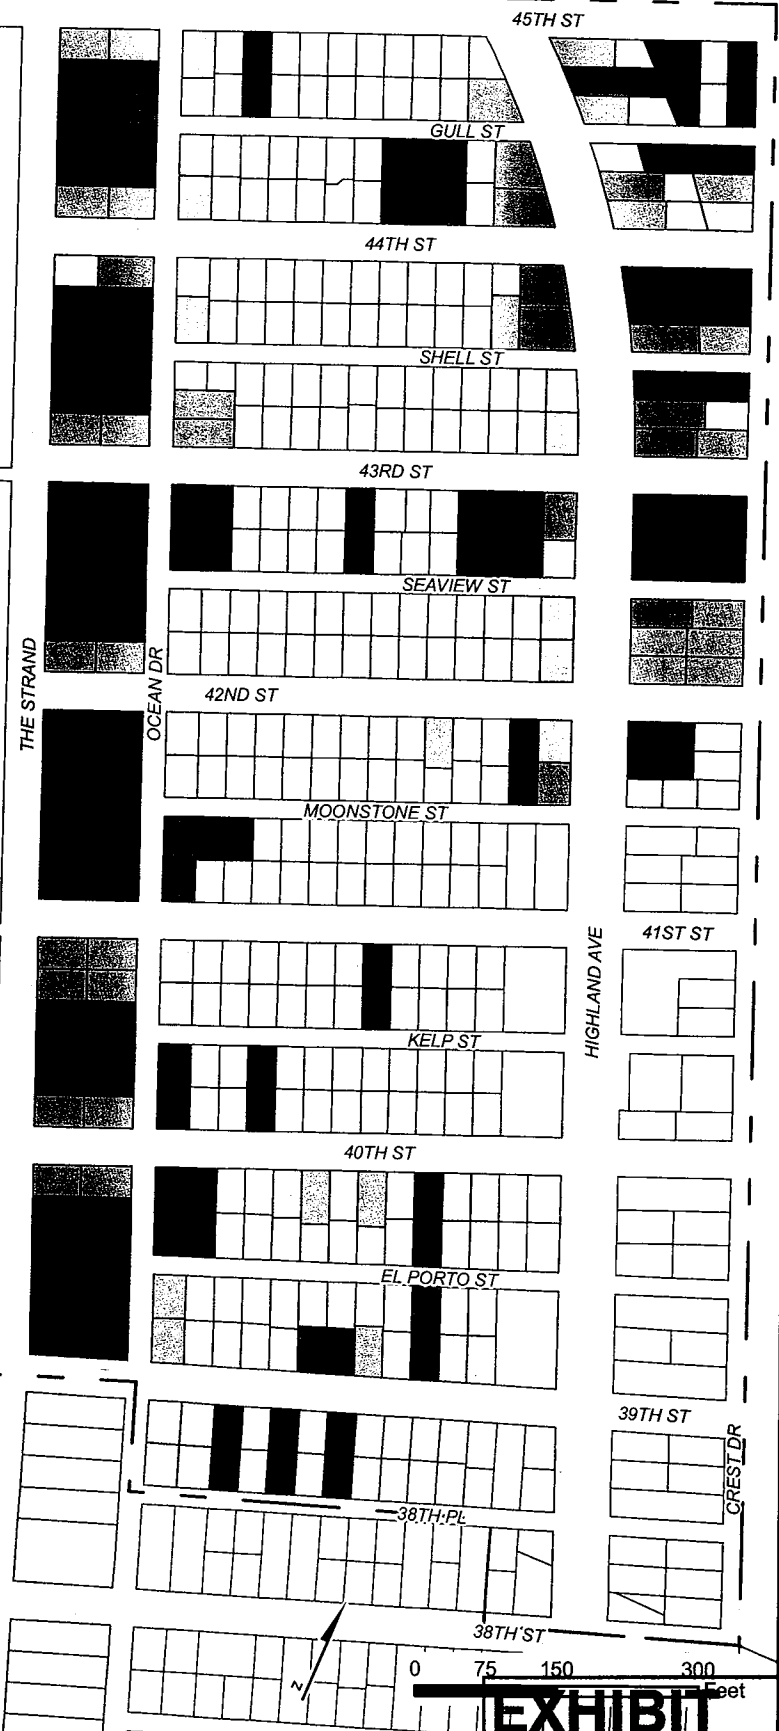 45TH ST
GULL ST
44TH ST
SHELL ST
43RD ST
SEAVIEW ST
THE STRAND
OCEAN DR
42ND ST
MOONSTONE ST
HIGHLAND AVE
41ST ST
KELP ST
40TH ST
EL PORTO ST
39TH ST
CREST DR
38TH PL
38TH ST
N
0 75 150 300
Feet
EXHIBIT